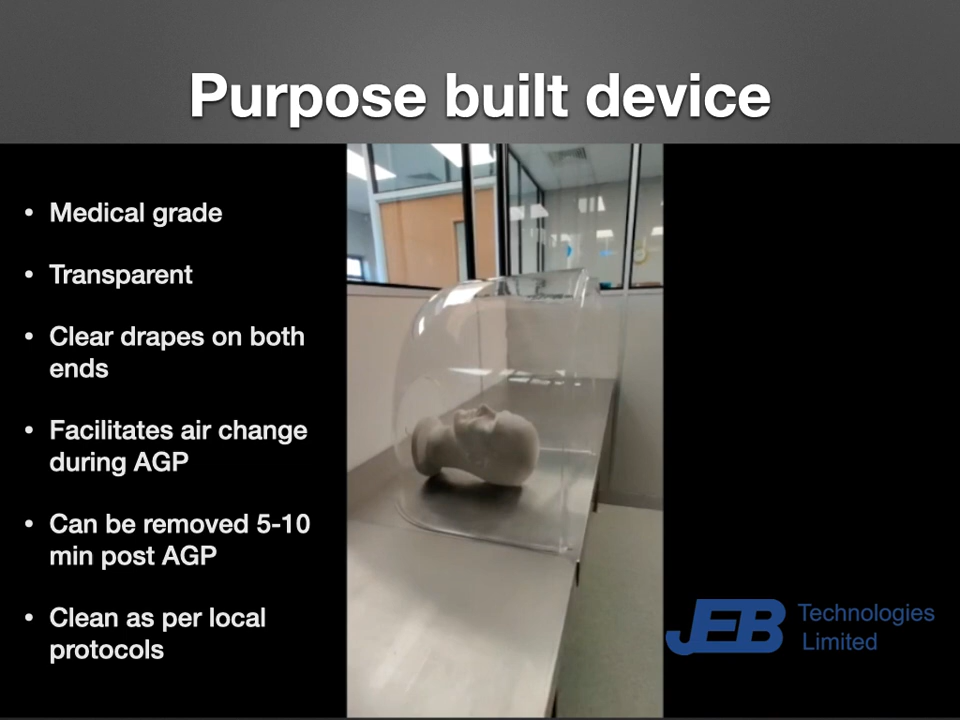 Purpose built device
• Medical grade
• Transparent
• Clear drapes on both
ends
• Facilitates air change
during AGP
• Can be removed 5-10
min post AGP
• Clean as per local
protocols
JEB Technologies
Limited